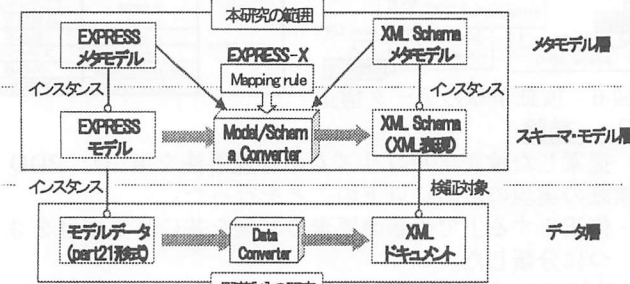 本研究の範囲
EXPRESS
メタモデル
EXPRESS-X
Mapping rule
XML Schema
メタモデル
メタモデル層
インスタンス
インスタンス
EXPRESS
モデル
Model/Schem
a Converter
XML Schema
(XML表現)
スキーマ・モデル層
インスタンス
検証対象
モデルデータ
(part21形式)
Data
Converter
XML
ドキュメント
データ層